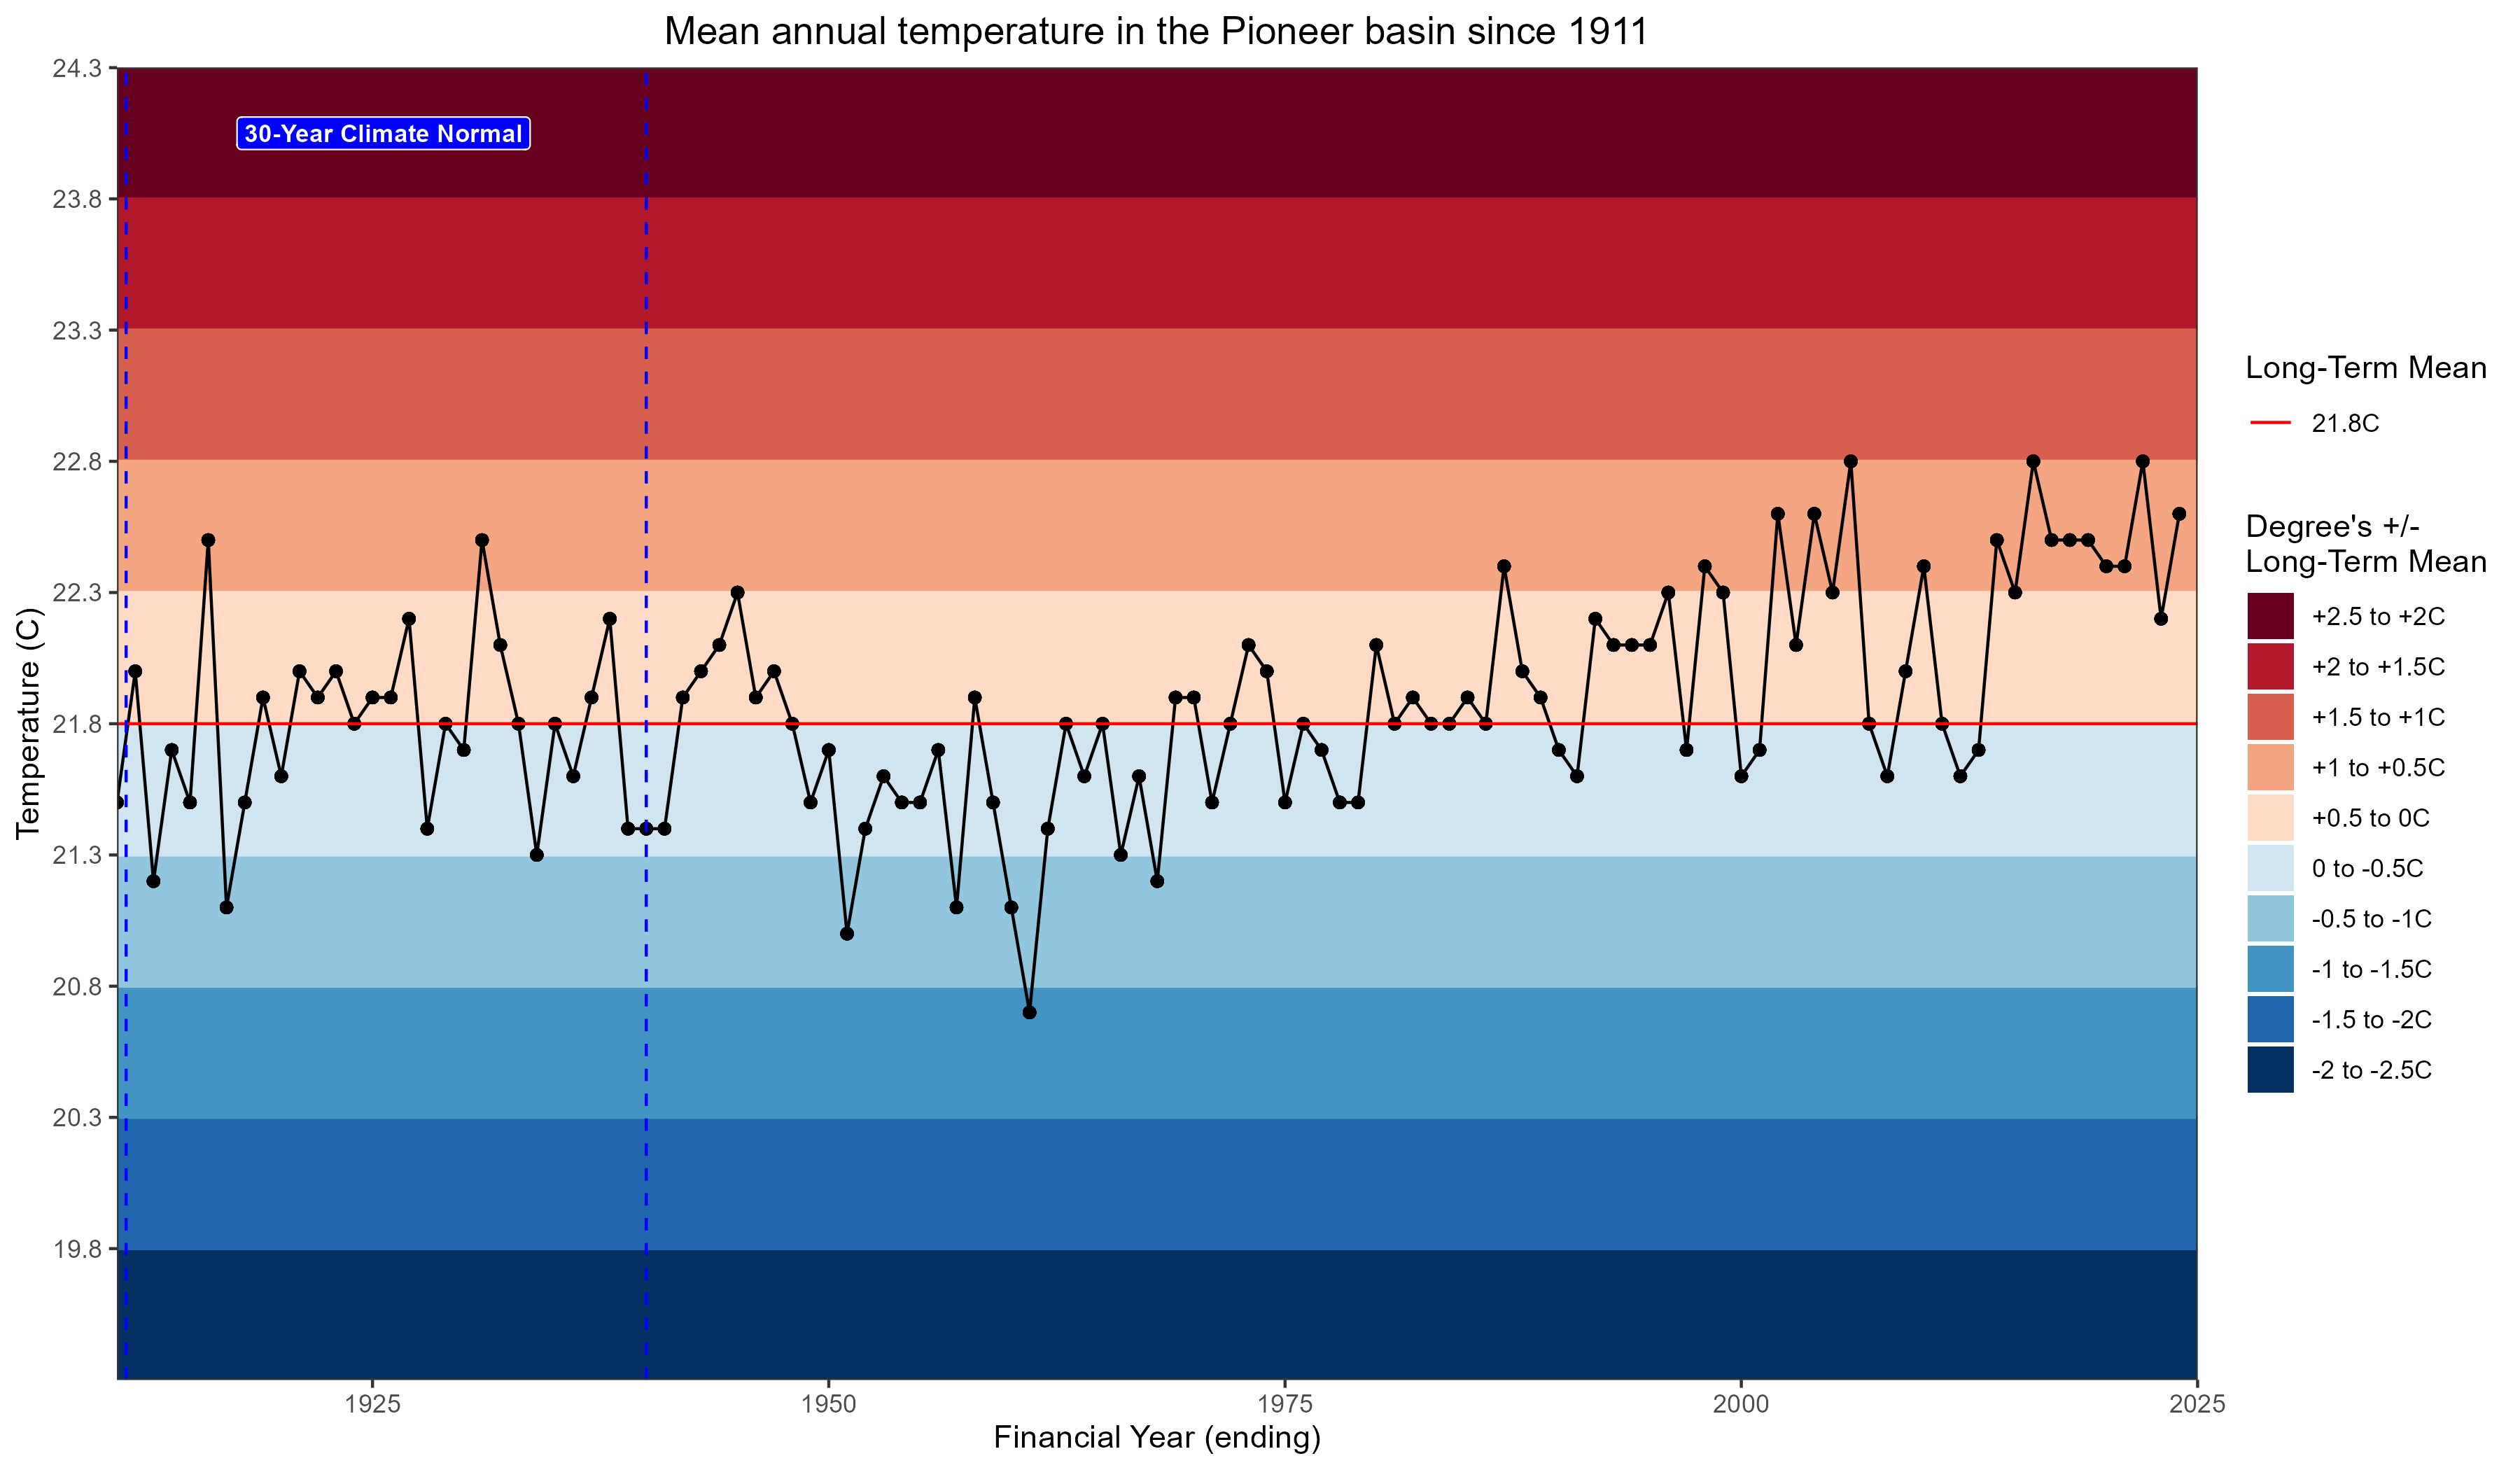 Mean annual temperature in the Pioneer basin since 1911
24.3
23.8
23.3
22.8
22.3
21.8
21.3
20.8
20.3
19.8
Temperature (C)
30-Year Climate Normal
1925
1950
1975
2000
2025
Financial Year (ending)
Long-Term Mean
21.8C
Degree's +/-
Long-Term Mean
+2.5 to +2C
+2 to +1.5C
+1.5 to +1C
+1 to +0.5C
+0.5 to 0C
0 to -0.5C
-0.5 to -1C
-1 to -1.5C
-1.5 to -2C
-2 to -2.5C